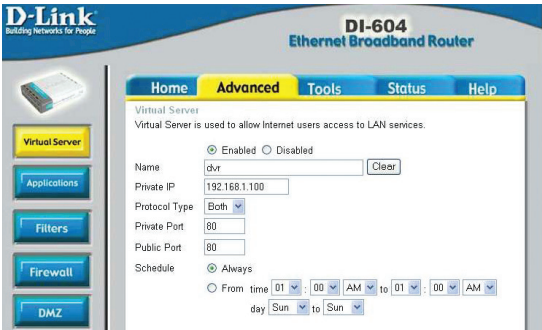 D-Link
Building Networks for People
DI-604
Ethernet Broadband Router
Home Advanced Tools Status Help
Virtual Server
Applications
Filters
Firewall
DMZ
Virtual Server
Virtual Server is used to allow Internet users access to LAN services.
Enabled Disabled
Name dvr Clear
Private IP 192.168.1.100
Protocol Type Both
Private Port 80
Public Port 80
Schedule Always
From time 01 : 00 AM to 01 : 00 AM
day Sun to Sun